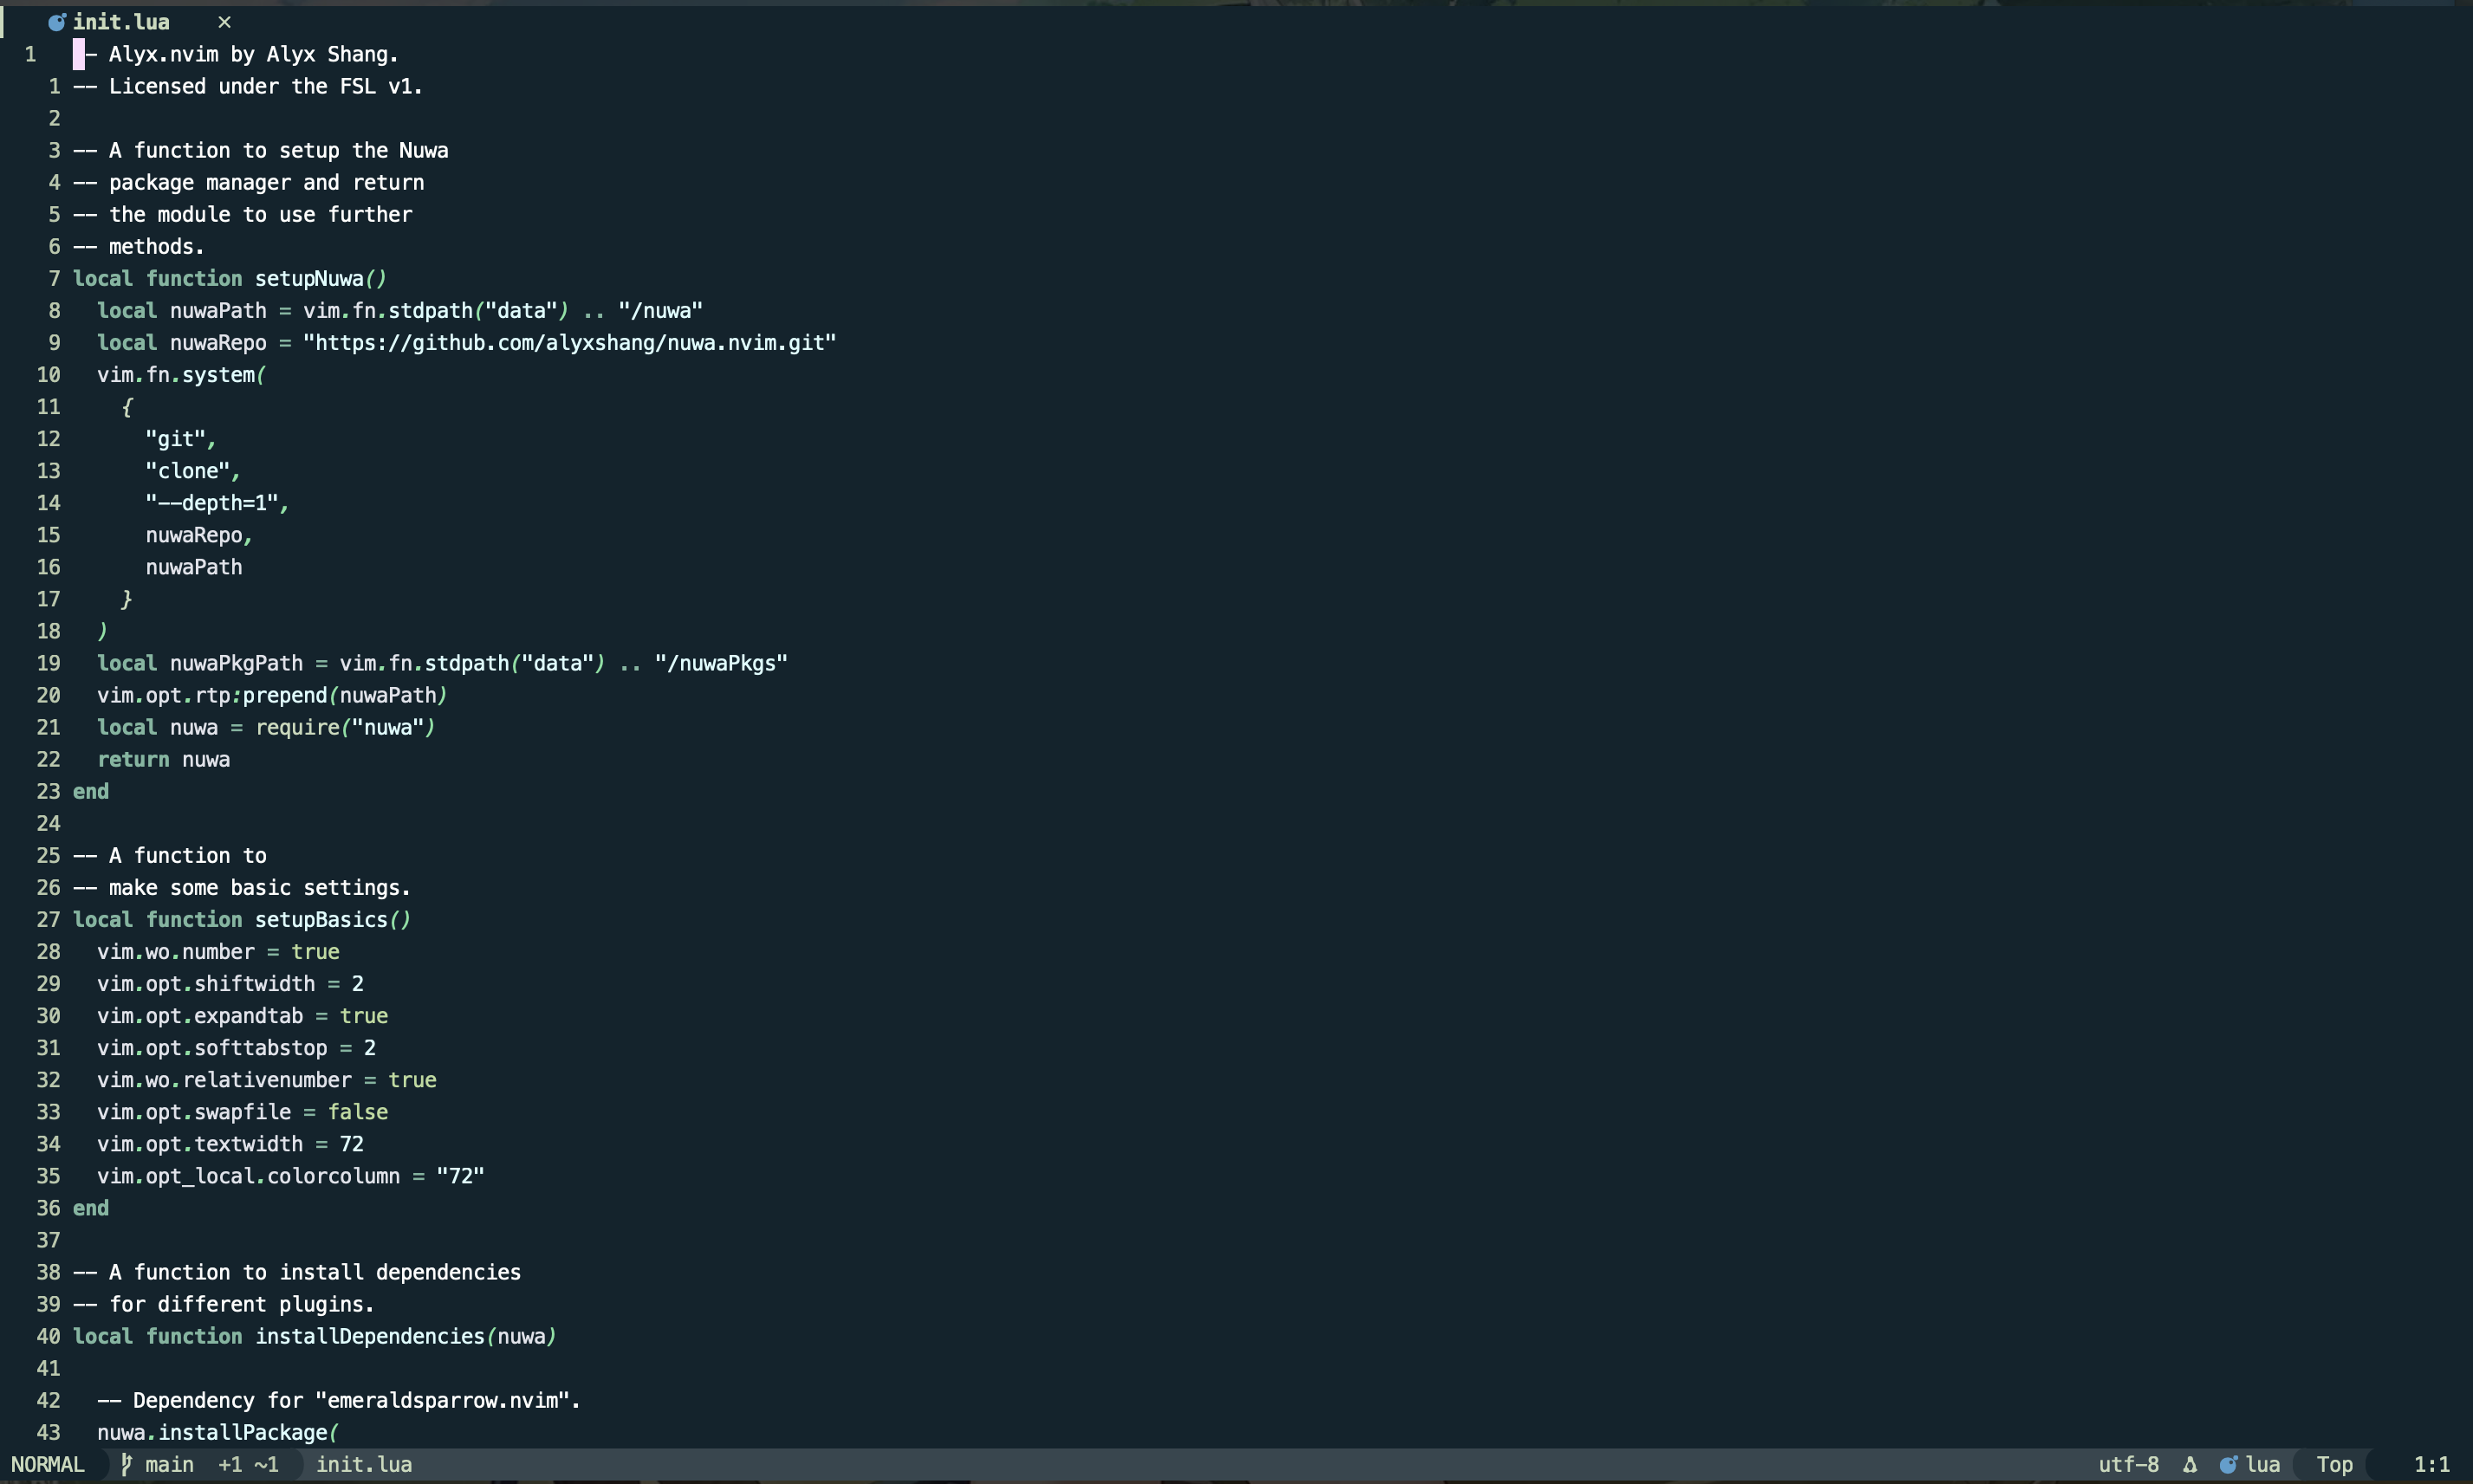 init.lua ×
1 - Alyx.nvim by Alyx Shang.
1 -- Licensed under the FSL v1.
2
3 -- A function to setup the Nuwa
4 -- package manager and return
5 -- the module to use further
6 -- methods.
7 local function setupNuwa()
8 local nuwaPath = vim.fn.stdpath("data") .. "/nuwa"
9 local nuwaRepo = "https://github.com/alyxshang/nuwa.nvim.git"
10 vim.fn.system(
11 {
12 "git",
13 "clone",
14 "--depth=1",
15 nuwaRepo,
16 nuwaPath
17 }
18 )
19 local nuwaPkgPath = vim.fn.stdpath("data") .. "/nuwaPkgs"
20 vim.opt.rtp:prepend(nuwaPath)
21 local nuwa = require("nuwa")
22 return nuwa
23 end
24
25 -- A function to
26 -- make some basic settings.
27 local function setupBasics()
28 vim.wo.number = true
29 vim.opt.shiftwidth = 2
30 vim.opt.expandtab = true
31 vim.opt.softtabstop = 2
32 vim.wo.relativenumber = true
33 vim.opt.swapfile = false
34 vim.opt.textwidth = 72
35 vim.opt_local.colorcolumn = "72"
36 end
37
38 -- A function to install dependencies
39 -- for different plugins.
40 local function installDependencies(nuwa)
41
42 -- Dependency for "emeraldsparrow.nvim".
43 nuwa.installPackage(
NORMAL main +1 ~1 init.lua utf-8 lua Top 1:1